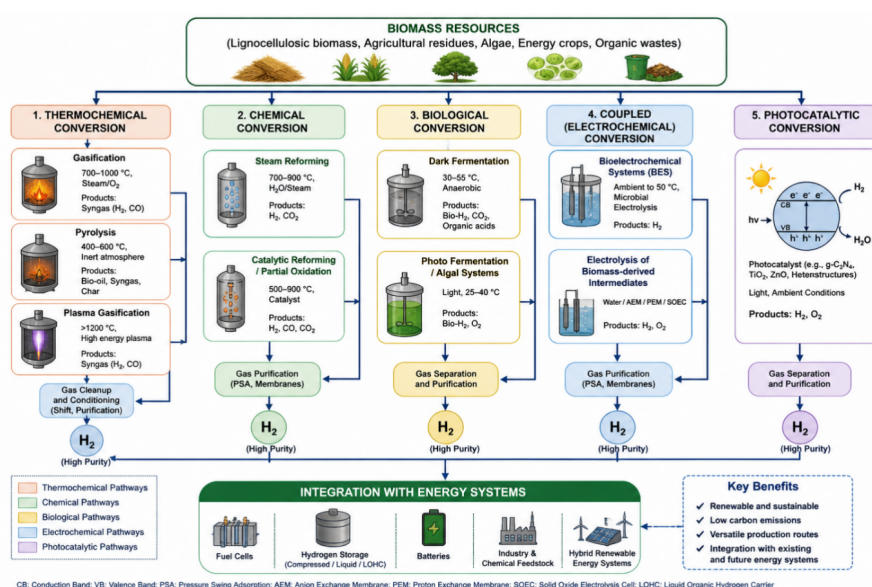 BIOMASS RESOURCES
(Lignocellulosic biomass, Agricultural residues, Algae, Energy crops, Organic wastes)
1. THERMOCHEMICAL
CONVERSION
Gasification
700–1000 °C,
Steam/O₂
Products:
Syngas (H₂, CO)
Pyrolysis
400–600 °C,
Inert atmosphere
Products:
Bio-oil, Syngas,
Char
Plasma Gasification
>1200 °C,
High energy plasma
Products:
Syngas (H₂, CO)
Gas Cleanup
and Conditioning
(Shift, Purification)
H₂
(High Purity)
2. CHEMICAL
CONVERSION
Steam Reforming
700–900 °C,
H₂O/Steam
Products:
H₂, CO₂
Catalytic Reforming
/ Partial Oxidation
500–900 °C,
Catalyst
Products:
H₂, CO, CO₂
Gas Purification
(PSA, Membranes)
H₂
(High Purity)
3. BIOLOGICAL
CONVERSION
Dark Fermentation
30–55 °C,
Anaerobic
Products:
Bio-H₂, CO₂,
Organic acids
Photo Fermentation
/ Algal Systems
Light, 25–40 °C
Products:
Bio-H₂, O₂
Gas Separation
and Purification
H₂
(High Purity)
4. COUPLED
(ELECTROCHEMICAL) CONVERSION
Bioelectrochemical
Systems (BES)
Ambient to 50 °C,
Microbial
Electrolysis
Products: H₂
Electrolysis of
Biomass-derived
Intermediates
Water / AEM / PEM / SOEC
Products: H₂, O₂
Gas Purification
(PSA, Membranes)
H₂
(High Purity)
5. PHOTOCATALYTIC
CONVERSION
e⁻ e⁻ e⁻
CB
H₂
hν
VB
h⁺ h⁺ h⁺
H₂O
Photocatalyst (e.g., g-C₃N₄,
TiO₂, ZnO, Hetenstructures)
Light, Ambient Conditions
Products: H₂, O₂
Gas Separation
and Purification
H₂
(High Purity)
Thermochemical Pathways
Chemical Pathways
Biological Pathways
Electrochemical Pathways
Photocatalytic Pathways
INTEGRATION WITH ENERGY SYSTEMS
Fuel Cells
Hydrogen Storage
(Compressed / Liquid / LOHC)
Batteries
Industry &
Chemical Feedstock
Hybrid Renewable
Energy Systems
Key Benefits
✓ Renewable and sustainable
✓ Low carbon emissions
✓ Versatile production routes
✓ Integration with existing
and future energy systems
CB: Conduction Band; VB: Valence Band; PSA: Pressure Swing Adsorption; AEM: Anion Exchange Membrane; PEM: Proton Exchange Membrane; SOEC: Solid Oxide Electrolysis Cell; LOHC: Liquid Organic Hydrogen Carrier